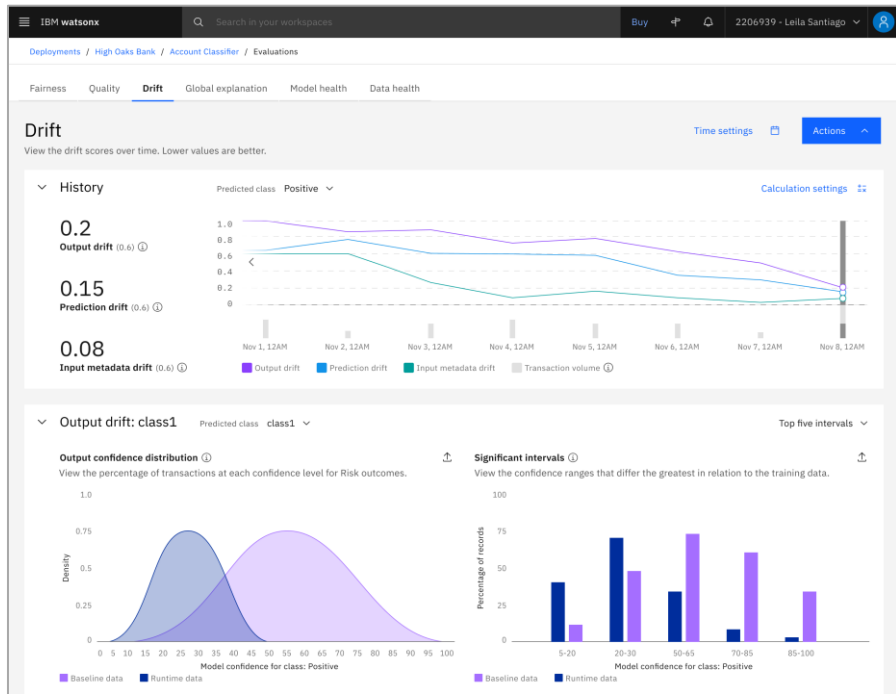 IBM watsonx
Search in your workspaces
Buy
2206939 - Leila Santiago
Deployments / High Oaks Bank / Account Classifier / Evaluations
Fairness Quality Drift Global explanation Model health Data health
Drift
View the drift scores over time. Lower values are better.
Time settings
Actions
History
Predicted class Positive
Calculation settings
0.2
Output drift (0.6)
0.15
Prediction drift (0.6)
0.08
Input metadata drift (0.6)
1.0
0.8
0.6
0.4
0.2
0
Nov 1, 12AM Nov 2, 12AM Nov 3, 12AM Nov 4, 12AM Nov 5, 12AM Nov 6, 12AM Nov 7, 12AM Nov 8, 12AM
Output drift Prediction drift Input metadata drift Transaction volume
Output drift: class1
Predicted class class1
Top five intervals
Output confidence distribution
View the percentage of transactions at each confidence level for Risk outcomes.
1.0
0.75
0.5
0.25
0
Density
0 5 10 15 20 25 30 35 40 45 50 55 60 65 70 75 80 85 90 95 100
Model confidence for class: Positive
Baseline data Runtime data
Significant intervals
View the confidence ranges that differ the greatest in relation to the training data.
100
75
50
25
0
Percentage of records
5-20 20-30 50-65 70-85 85-100
Model confidence for class: Positive
Baseline data Runtime data